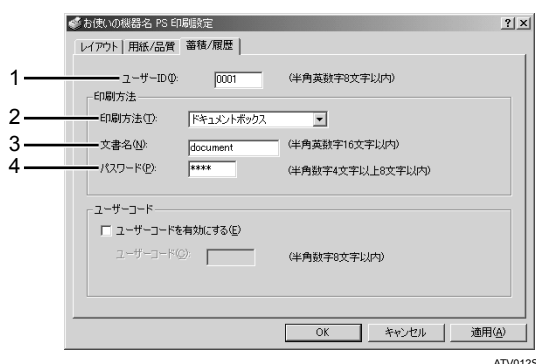 お使いの機器名 PS 印刷設定
レイアウト 用紙/品質 蓄積/履歴
1 ユーザーID(I): 0001 (半角英数字8文字以内)
印刷方法
2 印刷方法(T): ドキュメントボックス
3 文書名(N): document (半角英数字16文字以内)
4 パスワード(P): **** (半角数字4文字以上8文字以内)
ユーザーコード
ユーザーコードを有効にする(E)
ユーザーコード(C): (半角数字8文字以内)
OK キャンセル 適用(A)
ATV012S